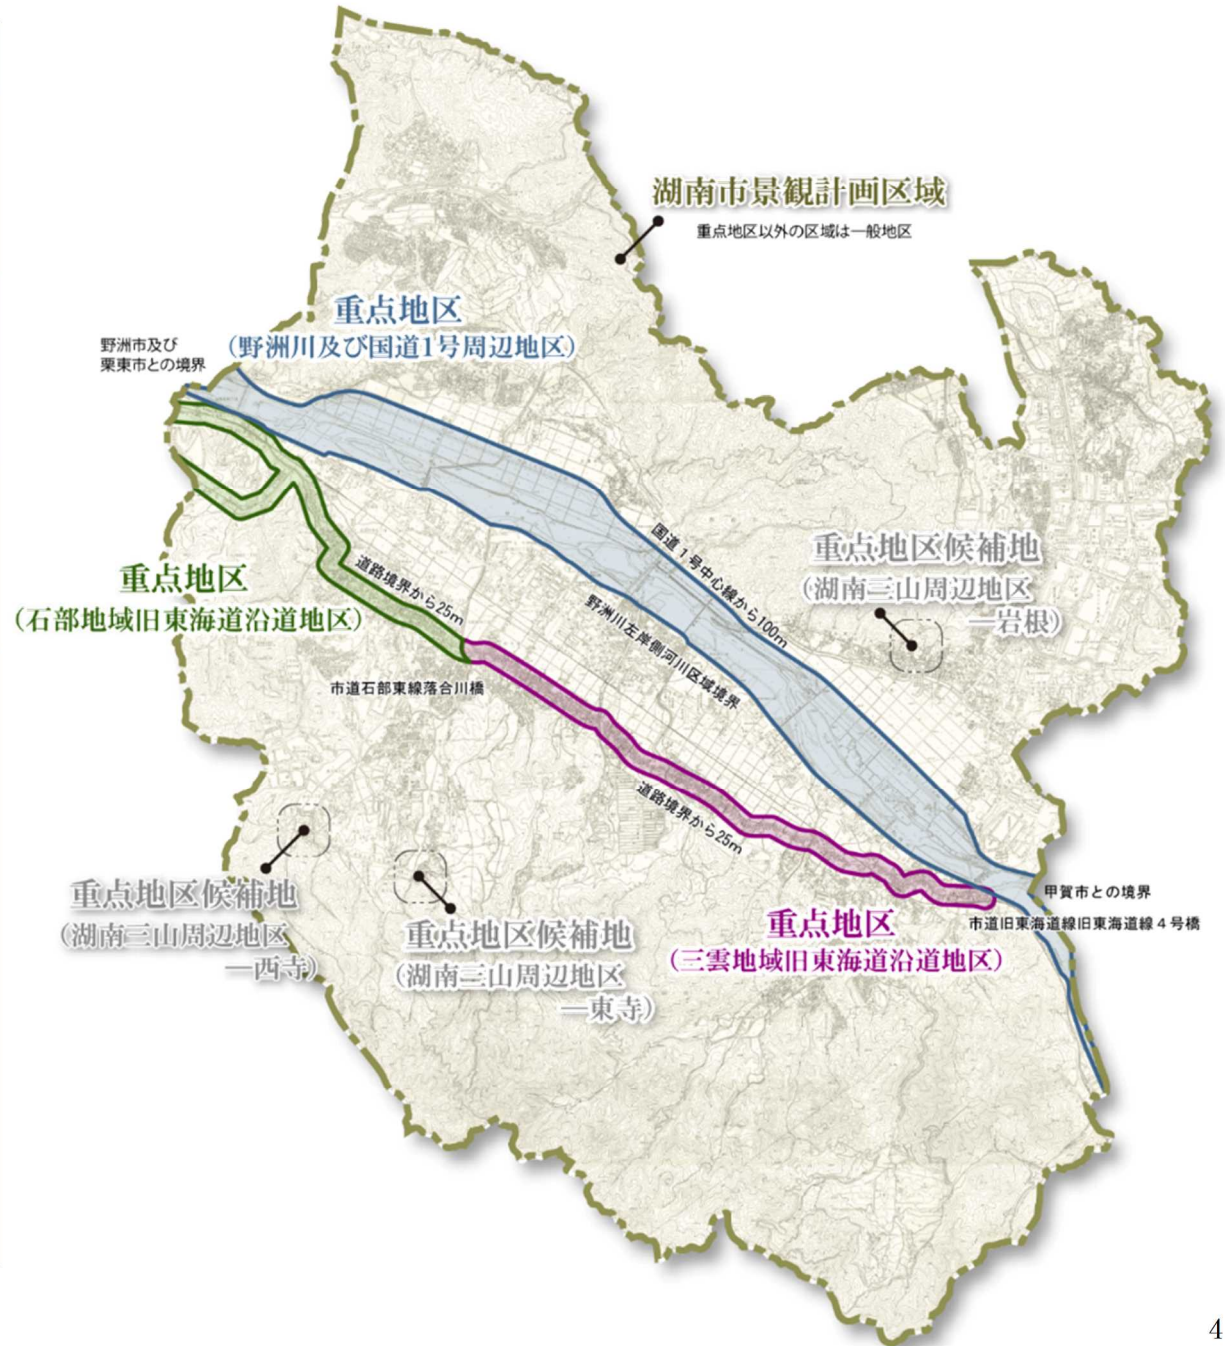 湖南市景観計画区域
重点地区以外の区域は一般地区
重点地区
(野洲川及び国道1号周辺地区)
野洲市及び
栗東市との境界
国道1号中心線から100m
重点地区候補地
(湖南三山周辺地区
―岩根)
重点地区
(石部地域旧東海道沿道地区)
道路境界から25m
野洲川左岸側河川区域境界
市道石部東線落合川橋
道路境界から25m
重点地区候補地
(湖南三山周辺地区
―西寺)
重点地区候補地
(湖南三山周辺地区
―東寺)
重点地区
(三雲地域旧東海道沿道地区)
甲賀市との境界
市道旧東海道線旧東海道線4号橋
4